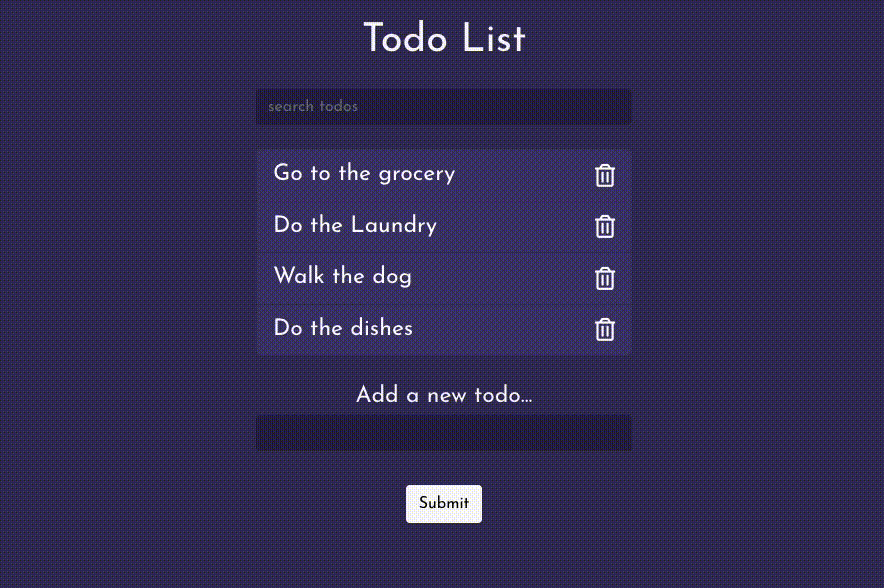 Todo List
search todos
Go to the grocery
Do the Laundry
Walk the dog
Do the dishes
Add a new todo...
Submit